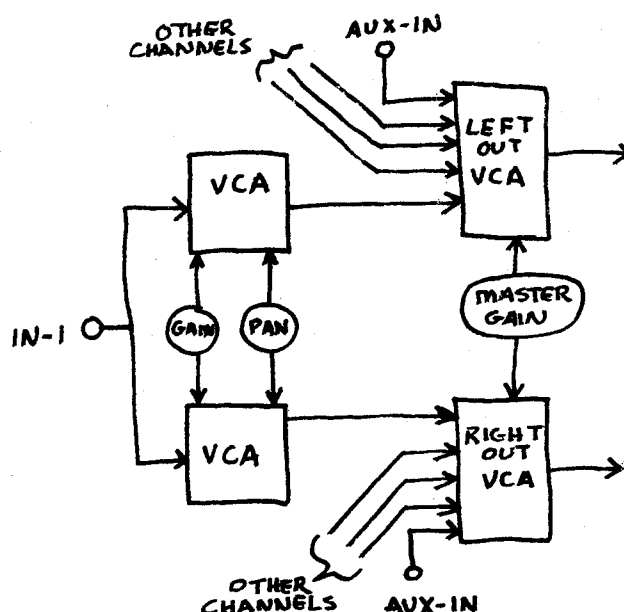 OTHER
CHANNELS
AUX-IN
LEFT
OUT
VCA
VCA
IN-1
GAIN
PAN
MASTER
GAIN
VCA
RIGHT
OUT
VCA
OTHER
CHANNELS
AUX-IN